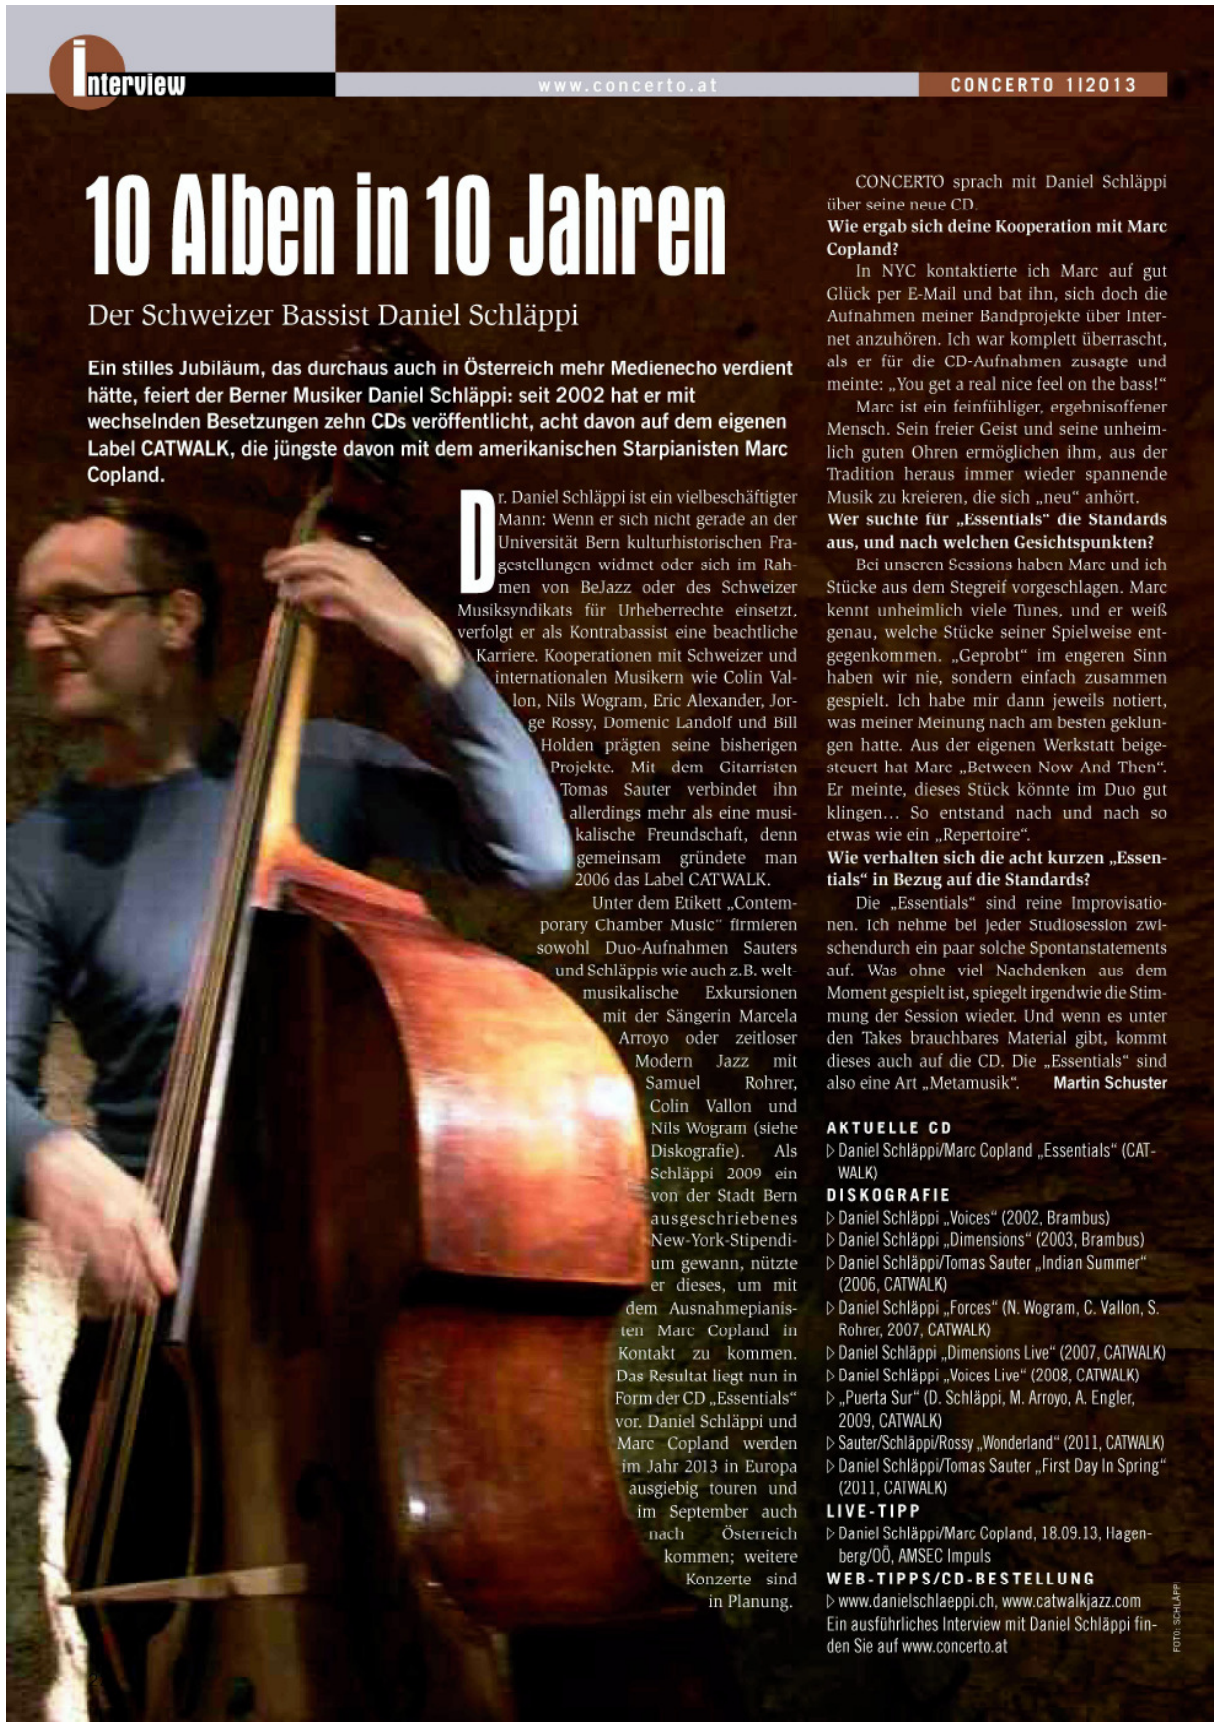 Interview
www.concerto.at
CONCERTO 1|2013
10 Alben in 10 Jahren
Der Schweizer Bassist Daniel Schläppi
Ein stilles Jubiläum, das durchaus auch in Österreich mehr Medienecho verdient
hätte, feiert der Berner Musiker Daniel Schläppi: seit 2002 hat er mit
wechselnden Besetzungen zehn CDs veröffentlicht, acht davon auf dem eigenen
Label CATWALK, die jüngste davon mit dem amerikanischen Starpianisten Marc
Copland.
Dr. Daniel Schläppi ist ein vielbeschäftigter
Mann: Wenn er sich nicht gerade an der
Universität Bern kulturhistorischen Fra-
gestellungen widmet oder sich im Rah-
men von BeJazz oder des Schweizer
Musiksyndikats für Urheberrechte einsetzt,
verfolgt er als Kontrabassist eine beachtliche
Karriere. Kooperationen mit Schweizer und
internationalen Musikern wie Colin Val-
lon, Nils Wogram, Eric Alexander, Jor-
ge Rossy, Domenic Landolf und Bill
Holden prägten seine bisherigen
Projekte. Mit dem Gitarristen
Tomas Sauter verbindet ihn
allerdings mehr als eine musi-
kalische Freundschaft, denn
gemeinsam gründete man
2006 das Label CATWALK.
Unter dem Etikett „Contem-
porary Chamber Music“ firmieren
sowohl Duo-Aufnahmen Sauters
und Schläppis wie auch z.B. welt-
musikalische Exkursionen
mit der Sängerin Marcela
Arroyo oder zeitloser
Modern Jazz mit
Samuel Rohrer,
Colin Vallon und
Nils Wogram (siehe
Diskografie). Als
Schläppi 2009 ein
von der Stadt Bern
ausgeschriebenes
New-York-Stipendi-
um gewann, nützte
er dieses, um mit
dem Ausnahmepianis-
ten Marc Copland in
Kontakt zu kommen.
Das Resultat liegt nun in
Form der CD „Essentials“
vor. Daniel Schläppi und
Marc Copland werden
im Jahr 2013 in Europa
ausgiebig touren und
im September auch
nach Österreich
kommen; weitere
Konzerte sind
in Planung.
CONCERTO sprach mit Daniel Schläppi
über seine neue CD.
Wie ergab sich deine Kooperation mit Marc
Copland?
In NYC kontaktierte ich Marc auf gut
Glück per E-Mail und bat ihn, sich doch die
Aufnahmen meiner Bandprojekte über Inter-
net anzuhören. Ich war komplett überrascht,
als er für die CD-Aufnahmen zusagte und
meinte: „You get a real nice feel on the bass!“
Marc ist ein feinfühliger, ergebnisoffener
Mensch. Sein freier Geist und seine unheim-
lich guten Ohren ermöglichen ihm, aus der
Tradition heraus immer wieder spannende
Musik zu kreieren, die sich „neu“ anhört.
Wer suchte für „Essentials“ die Standards
aus, und nach welchen Gesichtspunkten?
Bei unseren Sessions haben Marc und ich
Stücke aus dem Stegreif vorgeschlagen. Marc
kennt unheimlich viele Tunes, und er weiß
genau, welche Stücke seiner Spielweise ent-
gegenkommen. „Geprobt“ im engeren Sinn
haben wir nie, sondern einfach zusammen
gespielt. Ich habe mir dann jeweils notiert,
was meiner Meinung nach am besten geklun-
gen hatte. Aus der eigenen Werkstatt beige-
steuert hat Marc „Between Now And Then“.
Er meinte, dieses Stück könnte im Duo gut
klingen... So entstand nach und nach so
etwas wie ein „Repertoire“.
Wie verhalten sich die acht kurzen „Essen-
tials“ in Bezug auf die Standards?
Die „Essentials“ sind reine Improvisatio-
nen. Ich nehme bei jeder Studiosession zwi-
schendurch ein paar solche Spontanstatements
auf. Was ohne viel Nachdenken aus dem
Moment gespielt ist, spiegelt irgendwie die Stim-
mung der Session wieder. Und wenn es unter
den Takes brauchbares Material gibt, kommt
dieses auch auf die CD. Die „Essentials“ sind
also eine Art „Metamusik“. Martin Schuster
AKTUELLE CD
▷ Daniel Schläppi/Marc Copland „Essentials“ (CAT-
WALK)
DISKOGRAFIE
▷ Daniel Schläppi „Voices“ (2002, Brambus)
▷ Daniel Schläppi „Dimensions“ (2003, Brambus)
▷ Daniel Schläppi/Tomas Sauter „Indian Summer“
(2006, CATWALK)
▷ Daniel Schläppi „Forces“ (N. Wogram, C. Vallon, S.
Rohrer, 2007, CATWALK)
▷ Daniel Schläppi „Dimensions Live“ (2007, CATWALK)
▷ Daniel Schläppi „Voices Live“ (2008, CATWALK)
▷ „Puerta Sur“ (D. Schläppi, M. Arroyo, A. Engler,
2009, CATWALK)
▷ Sauter/Schläppi/Rossy „Wonderland“ (2011, CATWALK)
▷ Daniel Schläppi/Tomas Sauter „First Day In Spring“
(2011, CATWALK)
LIVE-TIPP
▷ Daniel Schläppi/Marc Copland, 18.09.13, Hagen-
berg/OÖ, AMSEC Impuls
WEB-TIPPS/CD-BESTELLUNG
▷ www.danielschlaeppi.ch, www.catwalkjazz.com
Ein ausführliches Interview mit Daniel Schläppi fin-
den Sie auf www.concerto.at
FOTO: SCHLÄPPI